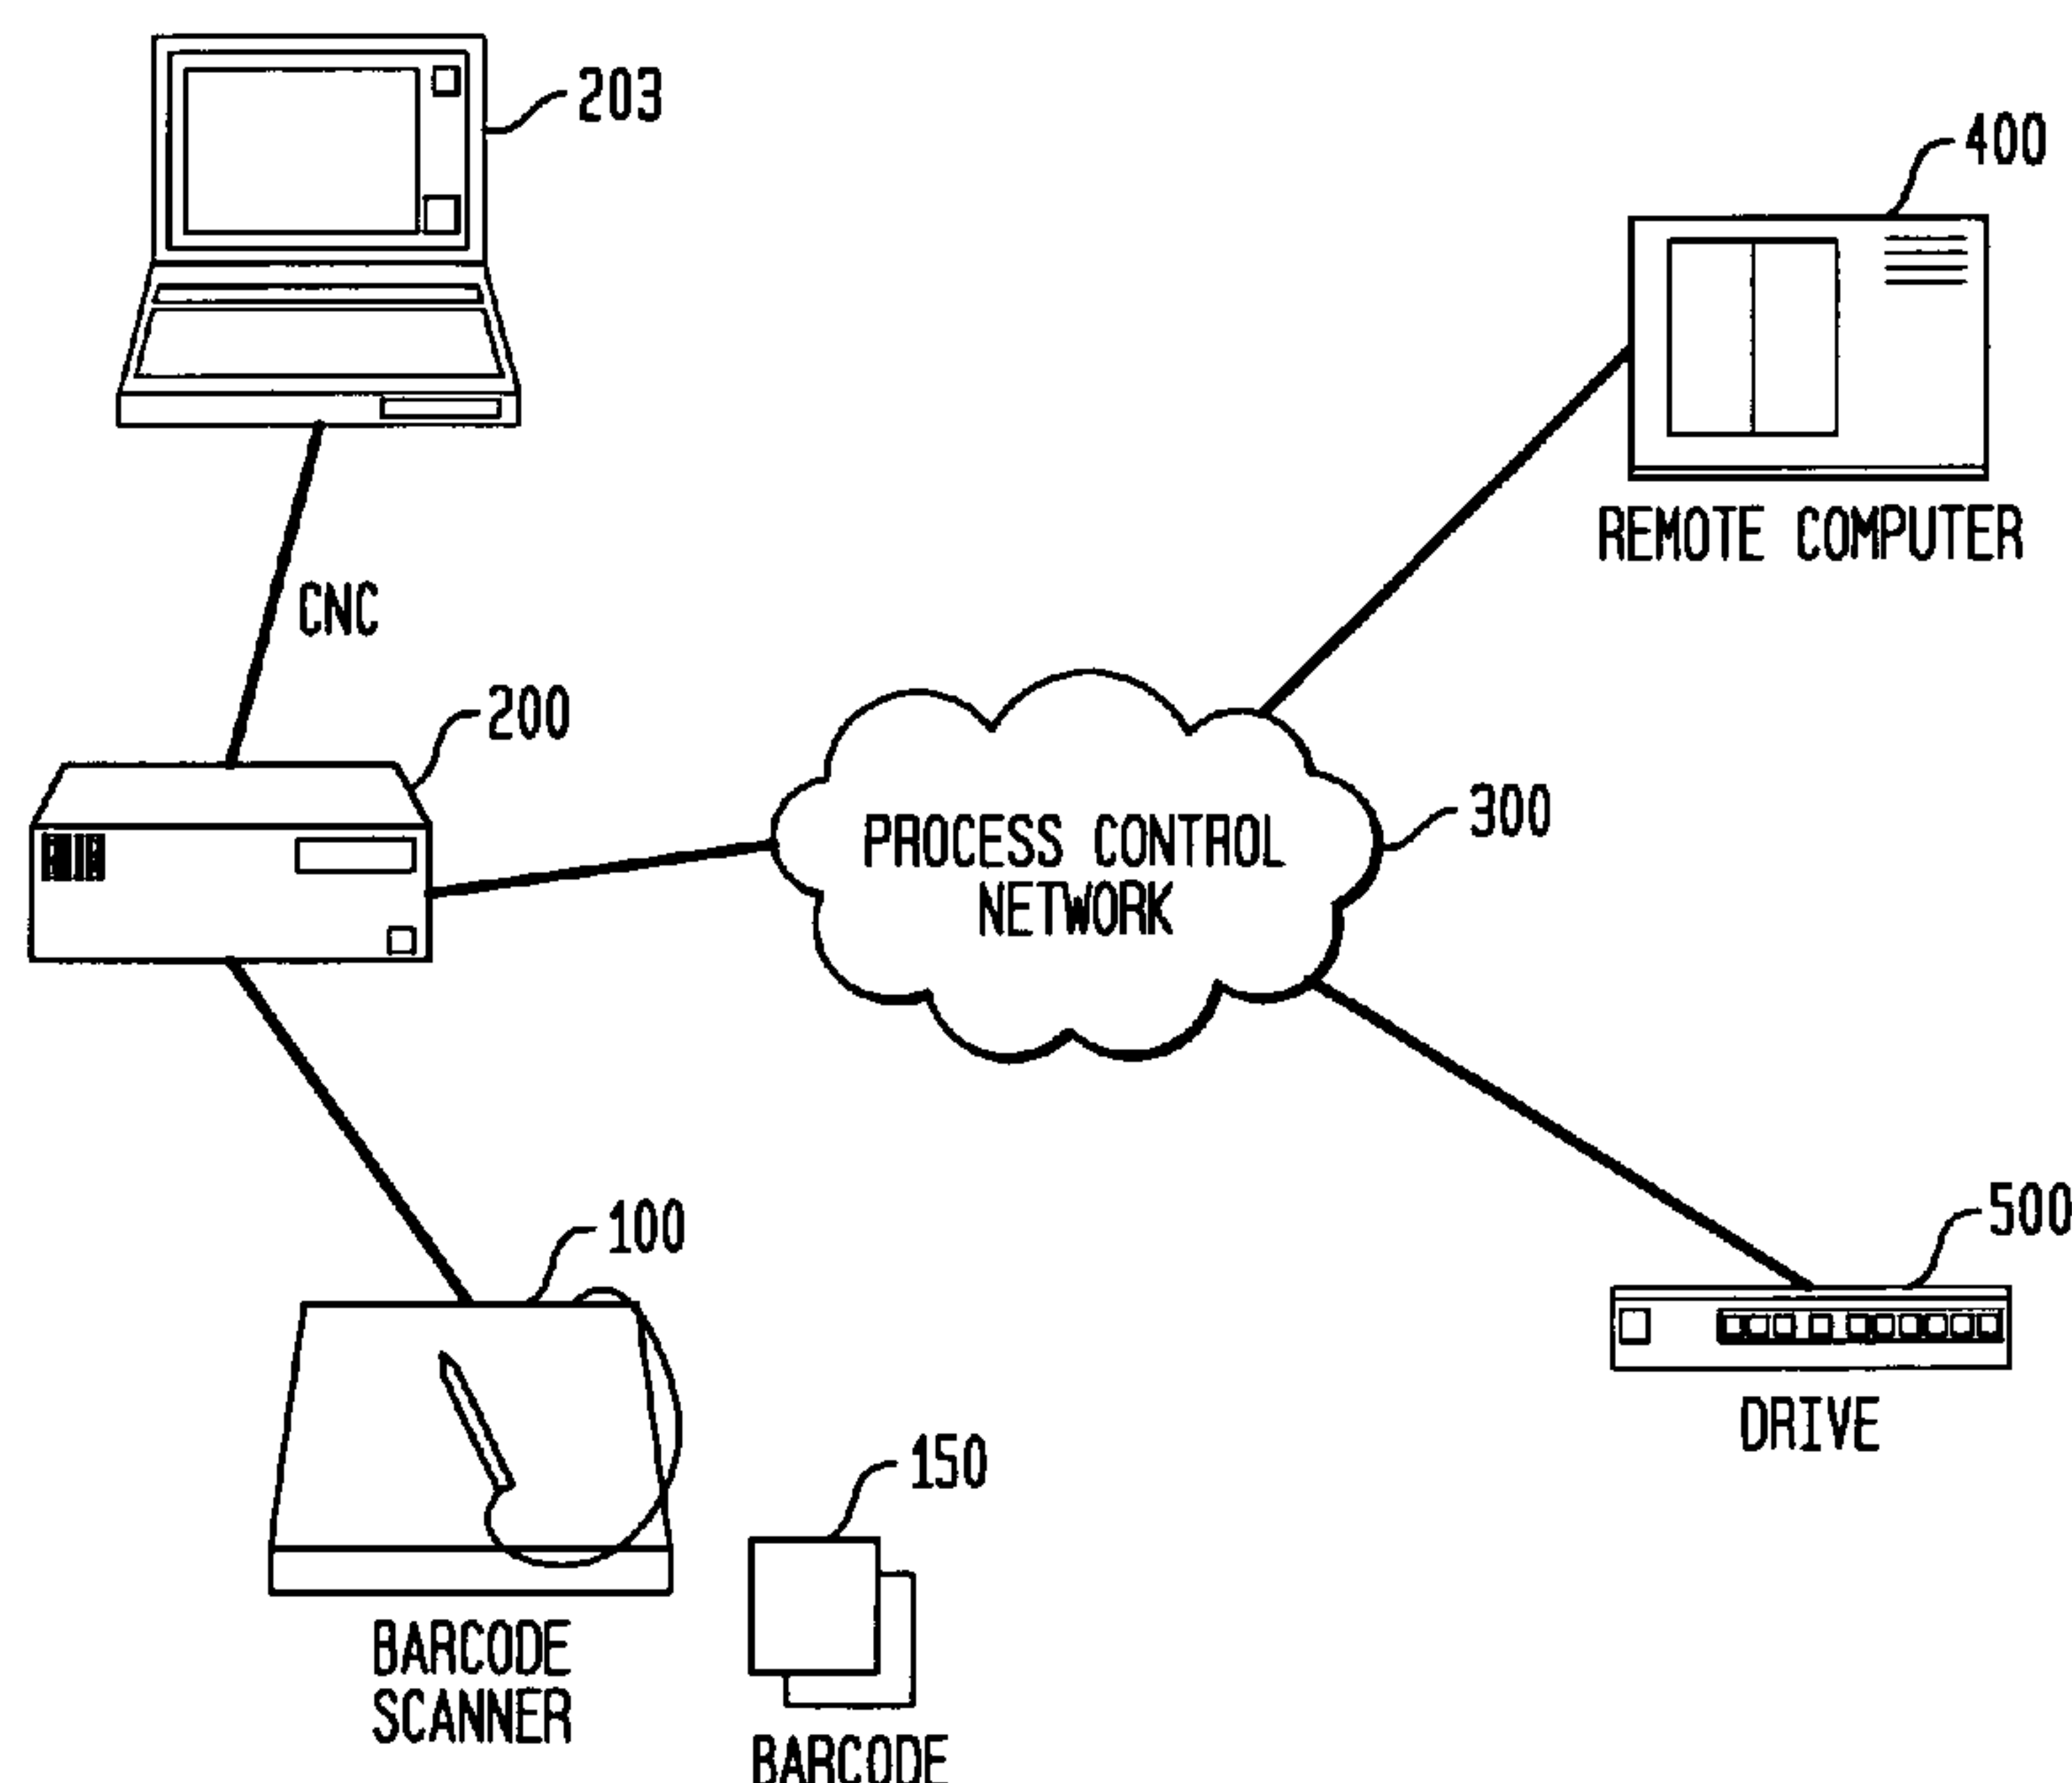 203
400
REMOTE COMPUTER
CNC
200
300
PROCESS CONTROL
NETWORK
100
500
DRIVE
150
BARCODE
SCANNER
BARCODE